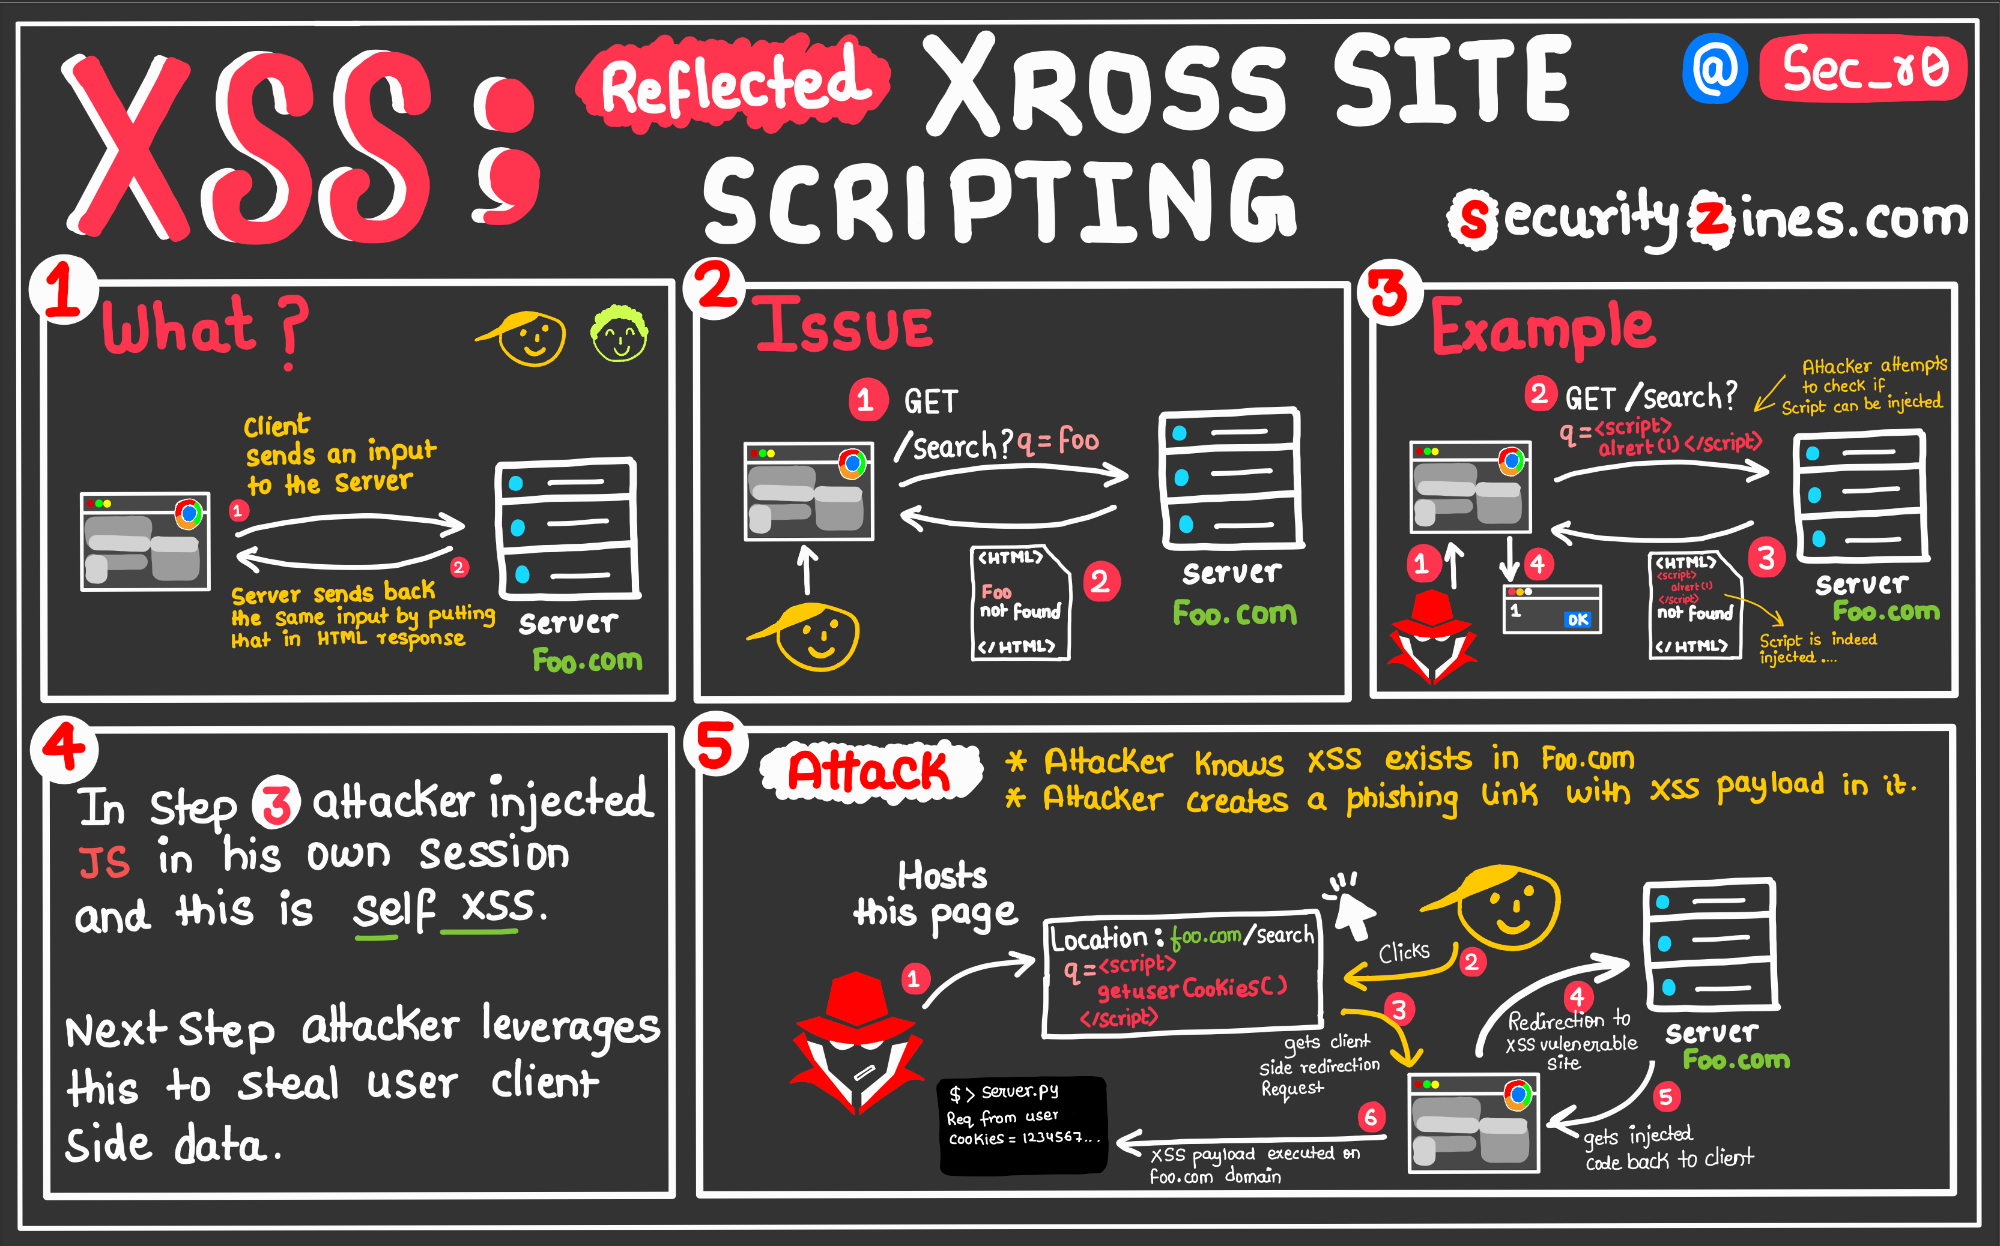 XSS;
Reflected XROSS SITE
SCRIPTING
@ Sec_r0
securityzines.com
1
What?
Client
sends an input
to the Server
1
2
Server sends back
the same input by putting
that in HTML response
server
Foo.com
2
ISSUE
1 GET
/search? q=Foo
<HTML>
Foo
not found
</HTML>
2
server
Foo.com
3
Example
Attacker attempts
to check if
Script can be injected
2 GET /search?
q=<script>
alrert(1)</script>
1
4
1
OK
<HTML>
<script>
alrert(1)
</script>
not found
</HTML>
3
server
Foo.com
Script is indeed
injected ....
4
In Step 3 attacker injected
JS in his own session
and this is self XSS.
Next Step attacker leverages
this to steal user client
Side data.
5
Attack
* Attacker knows XSS exists in Foo.com
* Attacker creates a phishing link with XSS payload in it.
Hosts
this page
1
Location: foo.com/search
q=<script>
getuserCookies()
</script>
Clicks
2
3
gets client
side redirection
Request
4
Redirection to
XSS vulenerable
site
server
Foo.com
5
gets injected
code back to client
6
XSS payload executed on
Foo.com domain
$> server.py
Req from user
cookies = 1234567...